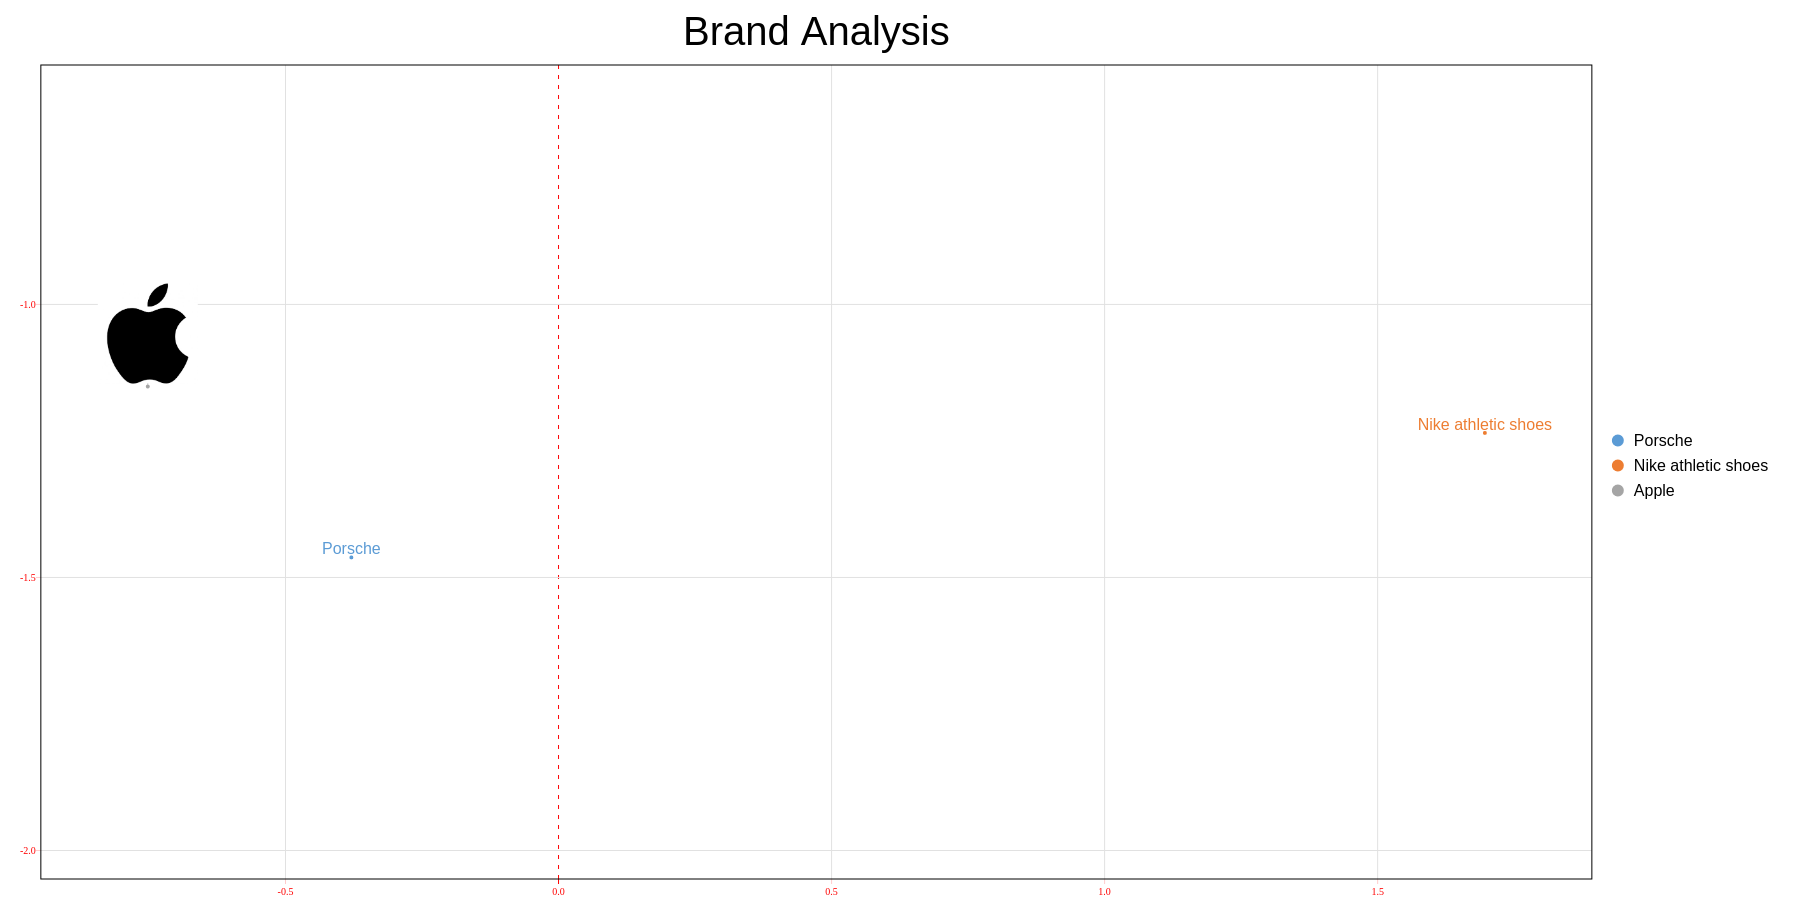 Brand Analysis
-1.0
Nike athletic shoes
Porsche
Porsche
Nike athletic shoes
Apple
-1.5
-2.0
-0.5
0.0
0.5
1.0
1.5